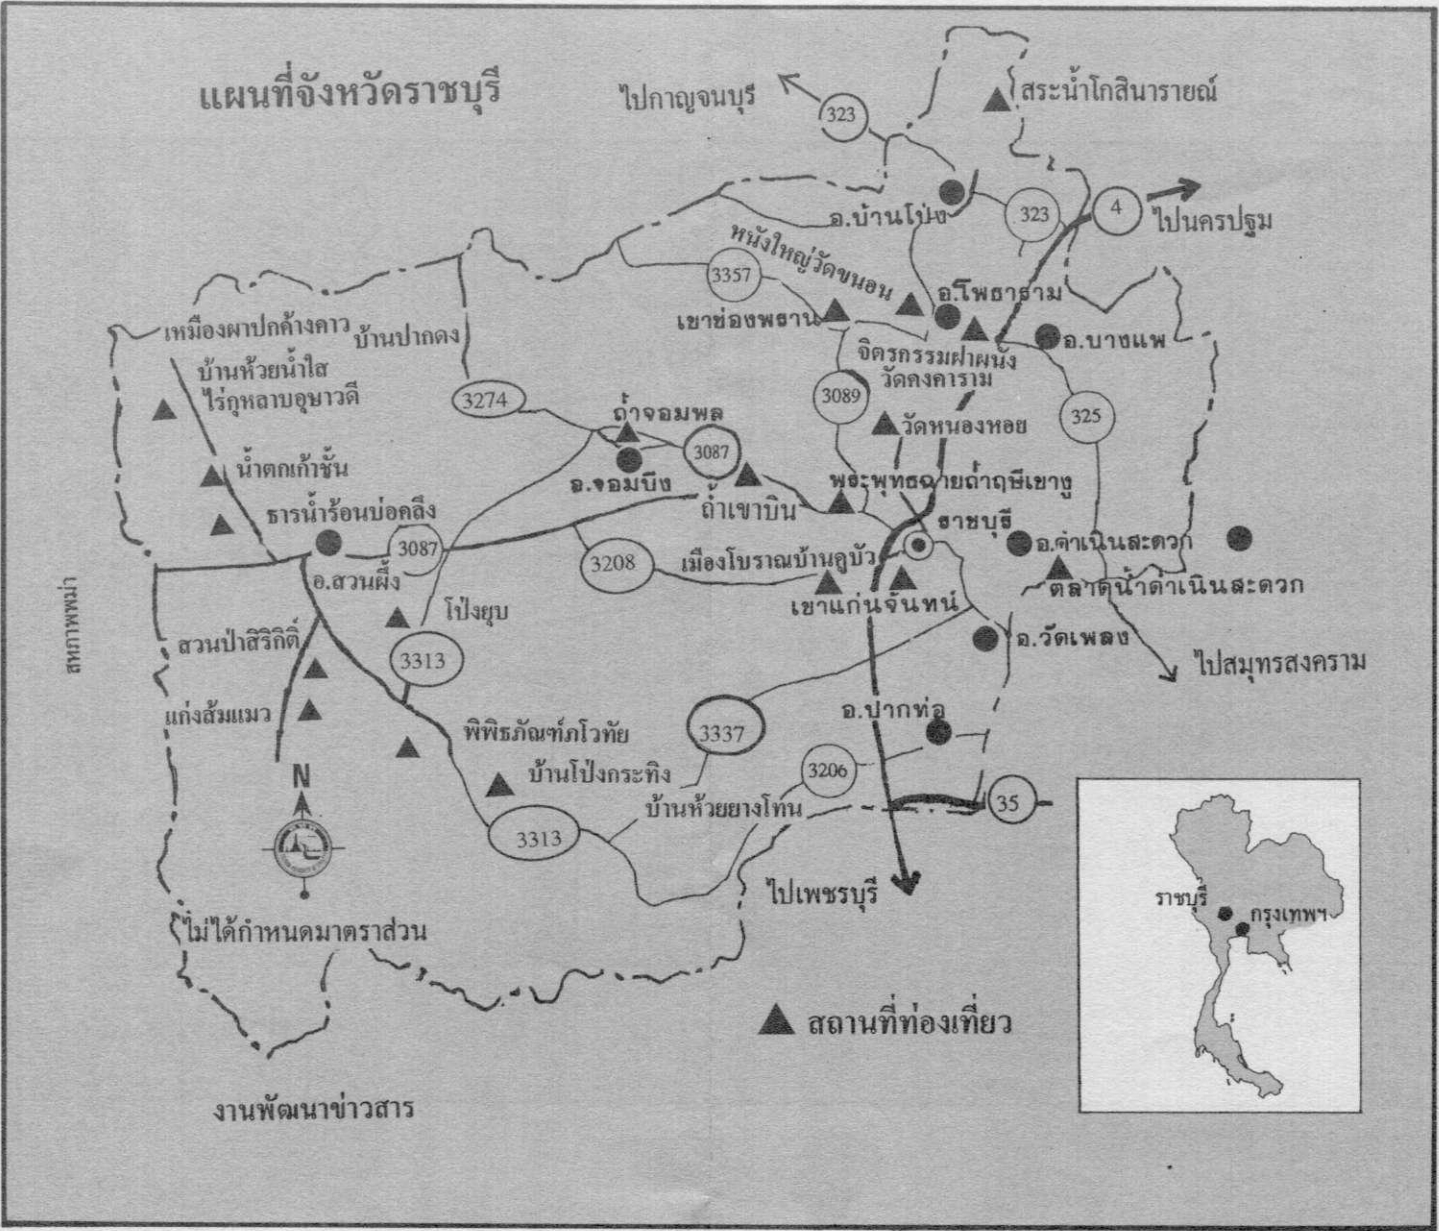 แผนที่จังหวัดราชบุรี
ไปกาญจนบุรี
323
สระน้ำโกสินารายณ์
อ.บ้านโป่ง
323
4
ไปนครปฐม
หนังใหญ่วัดขนอน
3357
อ.โพธาราม
เขาช่องพราน
เหมืองผาปกค้างคาว
บ้านปากดง
อ.บางแพ
จิตรกรรมฝาผนัง
วัดคงคาราม
บ้านห้วยน้ำใส
ไร่กุหลาบอุษาวดี
3274
3089
325
ถ้ำจอมพล
วัดหนองหอย
3087
น้ำตกเก้าชั้น
อ.จอมบึง
พระพุทธฉายถ้ำฤษีเขางู
ถ้ำเขาบิน
ธารน้ำร้อนบ่อคลึง
ราชบุรี
3087
อ.ดำเนินสะดวก
3208
เมืองโบราณบ้านคูบัว
อ.สวนผึ้ง
ตลาดน้ำดำเนินสะดวก
เขาแก่นจันทน์
โป่งยุบ
สหภาพพม่า
สวนป่าสิริกิติ์
อ.วัดเพลง
3313
ไปสมุทรสงคราม
แก่งส้มแมว
อ.ปากท่อ
พิพิธภัณฑ์ภโวทัย
3337
บ้านโป่งกระทิง
3206
N
บ้านห้วยยางโทน
35
3313
ไปเพชรบุรี
ราชบุรี
กรุงเทพฯ
ไม่ได้กำหนดมาตราส่วน
สถานที่ท่องเที่ยว
งานพัฒนาข่าวสาร